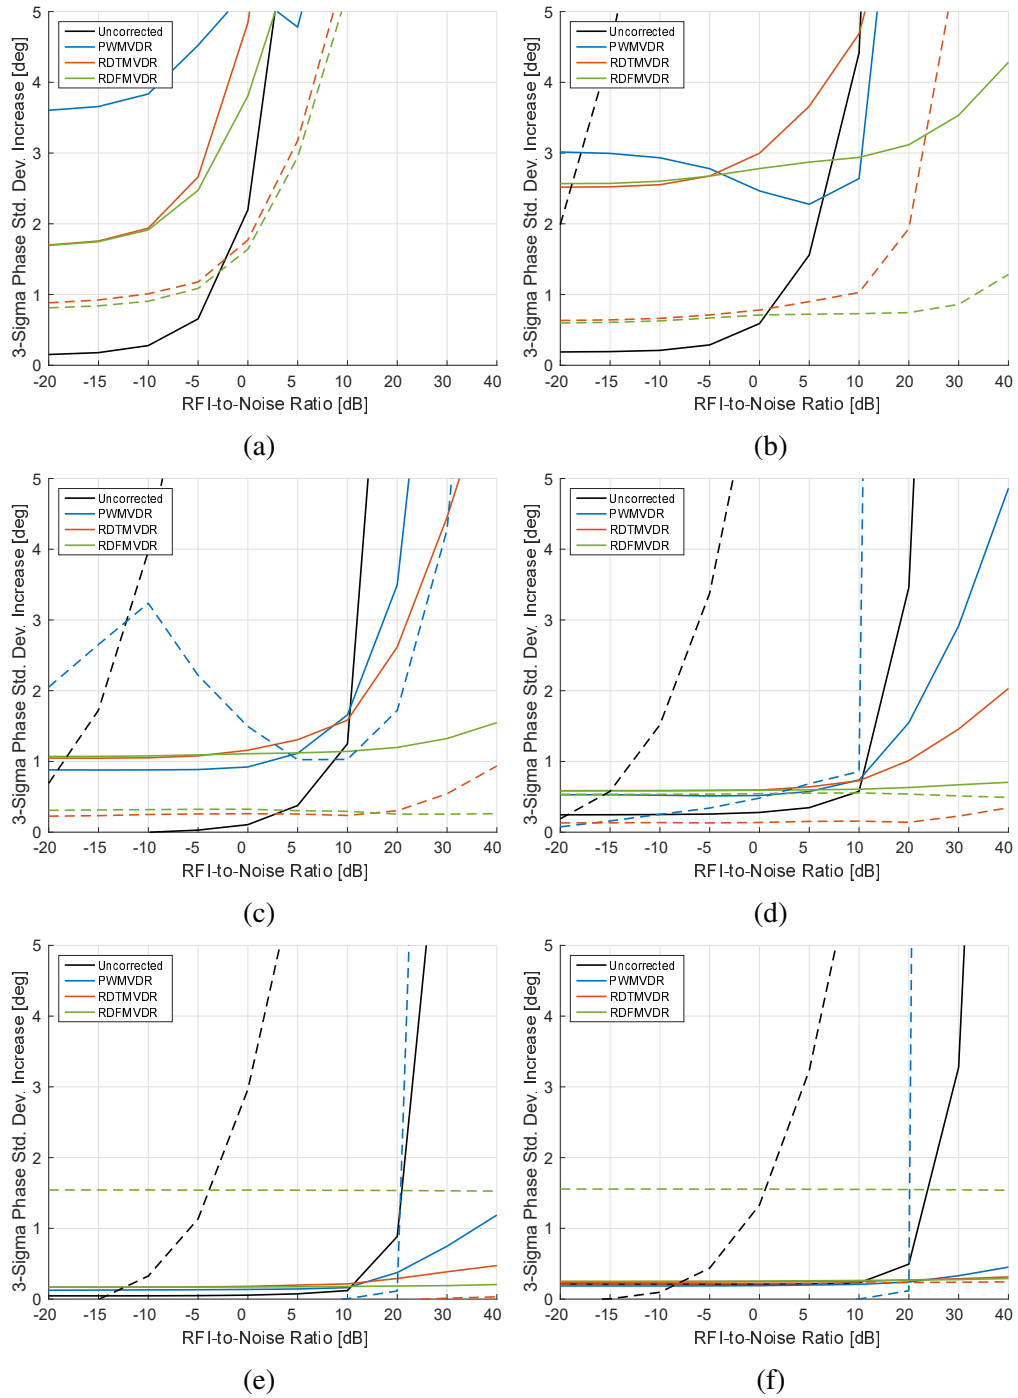 3-Sigma Phase Std. Dev. Increase [deg]
5
4
3
2
1
0
Uncorrected
PWMVDR
RDTMVDR
RDFMVDR
-20 -15 -10 -5 0 5 10 20 30 40
RFI-to-Noise Ratio [dB]
(a)
3-Sigma Phase Std. Dev. Increase [deg]
5
4
3
2
1
0
Uncorrected
PWMVDR
RDTMVDR
RDFMVDR
-20 -15 -10 -5 0 5 10 20 30 40
RFI-to-Noise Ratio [dB]
(b)
3-Sigma Phase Std. Dev. Increase [deg]
5
4
3
2
1
0
Uncorrected
PWMVDR
RDTMVDR
RDFMVDR
-20 -15 -10 -5 0 5 10 20 30 40
RFI-to-Noise Ratio [dB]
(c)
3-Sigma Phase Std. Dev. Increase [deg]
5
4
3
2
1
0
Uncorrected
PWMVDR
RDTMVDR
RDFMVDR
-20 -15 -10 -5 0 5 10 20 30 40
RFI-to-Noise Ratio [dB]
(d)
3-Sigma Phase Std. Dev. Increase [deg]
5
4
3
2
1
0
Uncorrected
PWMVDR
RDTMVDR
RDFMVDR
-20 -15 -10 -5 0 5 10 20 30 40
RFI-to-Noise Ratio [dB]
(e)
3-Sigma Phase Std. Dev. Increase [deg]
5
4
3
2
1
0
Uncorrected
PWMVDR
RDTMVDR
RDFMVDR
-20 -15 -10 -5 0 5 10 20 30 40
RFI-to-Noise Ratio [dB]
(f)